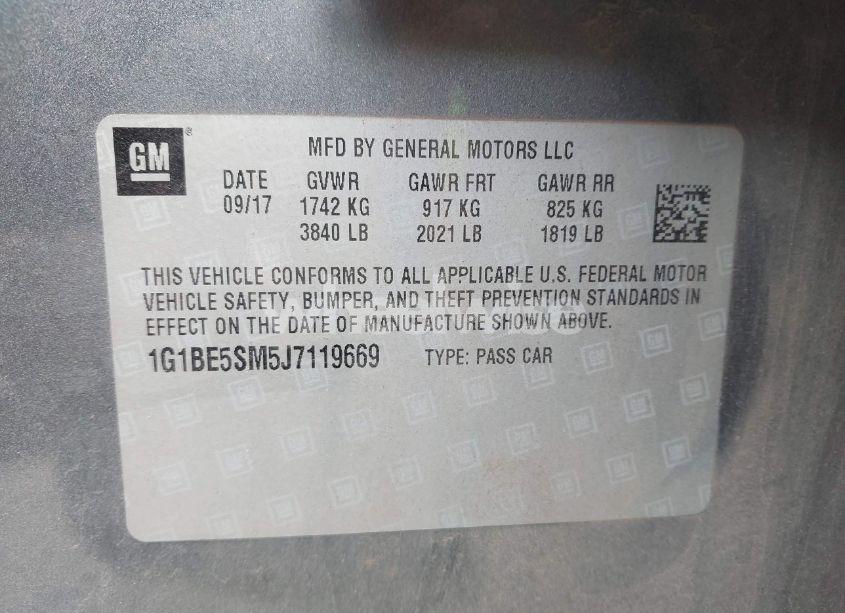 GM
MFD BY GENERAL MOTORS LLC
DATE GVWR GAWR FRT GAWR RR
09/17 1742 KG 917 KG 825 KG
3840 LB 2021 LB 1819 LB
THIS VEHICLE CONFORMS TO ALL APPLICABLE U.S. FEDERAL MOTOR
VEHICLE SAFETY, BUMPER, AND THEFT PREVENTION STANDARDS IN
EFFECT ON THE DATE OF MANUFACTURE SHOWN ABOVE.
1G1BE5SM5J7119669 TYPE: PASS CAR